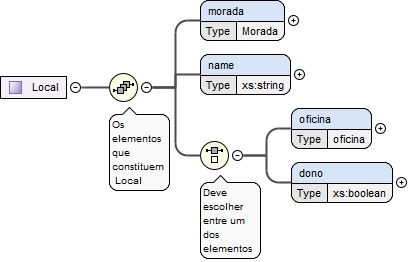 morada
Type Morada
name
Type xs:string
Local
Os
elementos
que
constituem
Local
oficina
Type oficina
dono
Type xs:boolean
Deve
escolher
entre um
dos
elementos